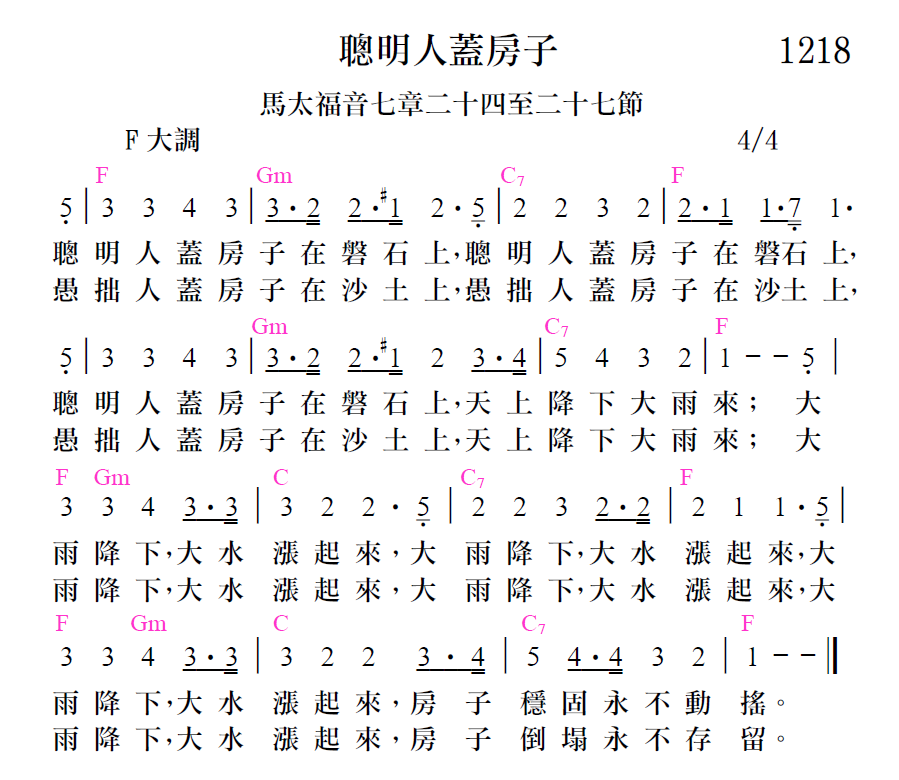 聰明人蓋房子 1218
馬太福音七章二十四至二十七節
F 大調 4/4
F Gm C7 F
5̣ | 3 3 4 3 | 3·2 2·#1 2·5̣ | 2 2 3 2 | 2·1 1·7̣ 1·
聰明人蓋房子在磐石上,聰明人蓋房子在磐石上,
愚拙人蓋房子在沙土上,愚拙人蓋房子在沙土上,
Gm C7 F
5̣ | 3 3 4 3 | 3·2 2·#1 2 3·4 | 5 4 3 2 | 1 - - 5̣ |
聰明人蓋房子在磐石上,天上降下大雨來; 大
愚拙人蓋房子在沙土上,天上降下大雨來; 大
F Gm C C7 F
3 3 4 3·3 | 3 2 2·5̣ | 2 2 3 2·2 | 2 1 1·5̣ |
雨降下,大水漲起來,大雨降下,大水漲起來,大
雨降下,大水漲起來,大雨降下,大水漲起來,大
F Gm C C7 F
3 3 4 3·3 | 3 2 2 3·4 | 5 4·4 3 2 | 1 - - ||
雨降下,大水漲起來,房子穩固永不動搖。
雨降下,大水漲起來,房子倒塌永不存留。